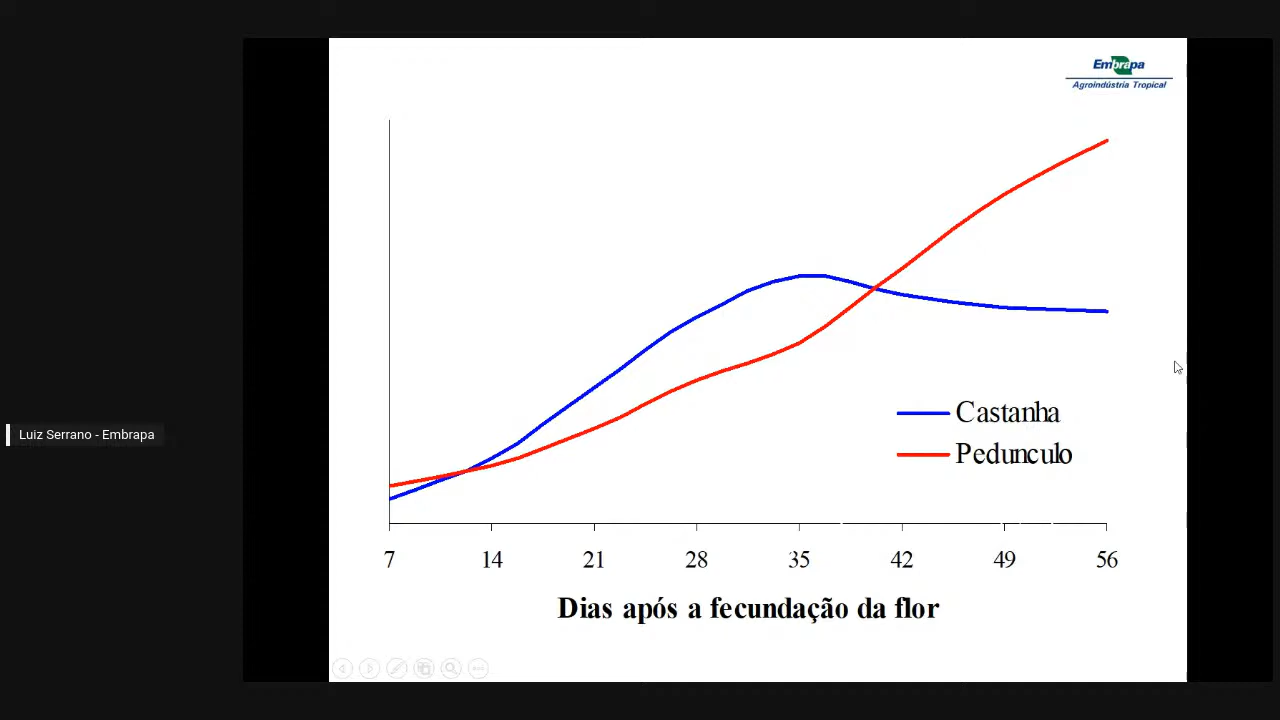 Embrapa
Agroindústria Tropical
Luiz Serrano - Embrapa
Castanha
Pedunculo
7 14 21 28 35 42 49 56
Dias após a fecundação da flor